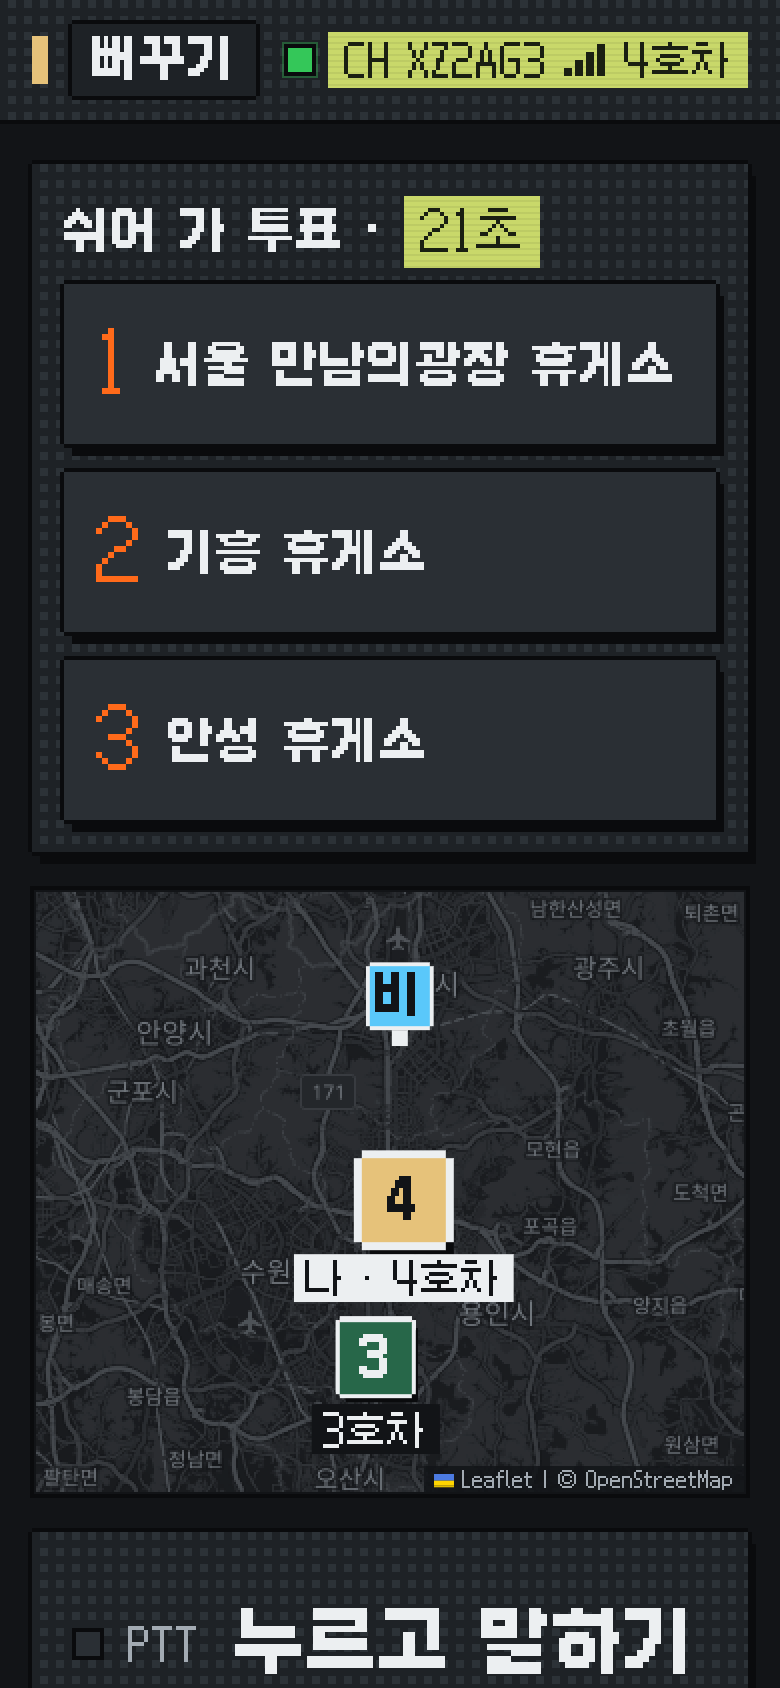 뻐꾸기 CH XZ2AG3 4호차
쉬어 가 투표 · 21초
1 서울 만남의광장 휴게소
2 기흥 휴게소
3 안성 휴게소
남한산성면 퇴촌면
과천시 시 광주시
비
안양시 초월읍
군포시 171
모현읍
4 도척면
포곡읍
수원 나 · 4호차
매송면 양지읍
봉면 용인시
3
봉담읍
3호차
정남면 원삼면
팔탄면 오산시 Leaflet | © OpenStreetMap
PTT 누르고 말하기